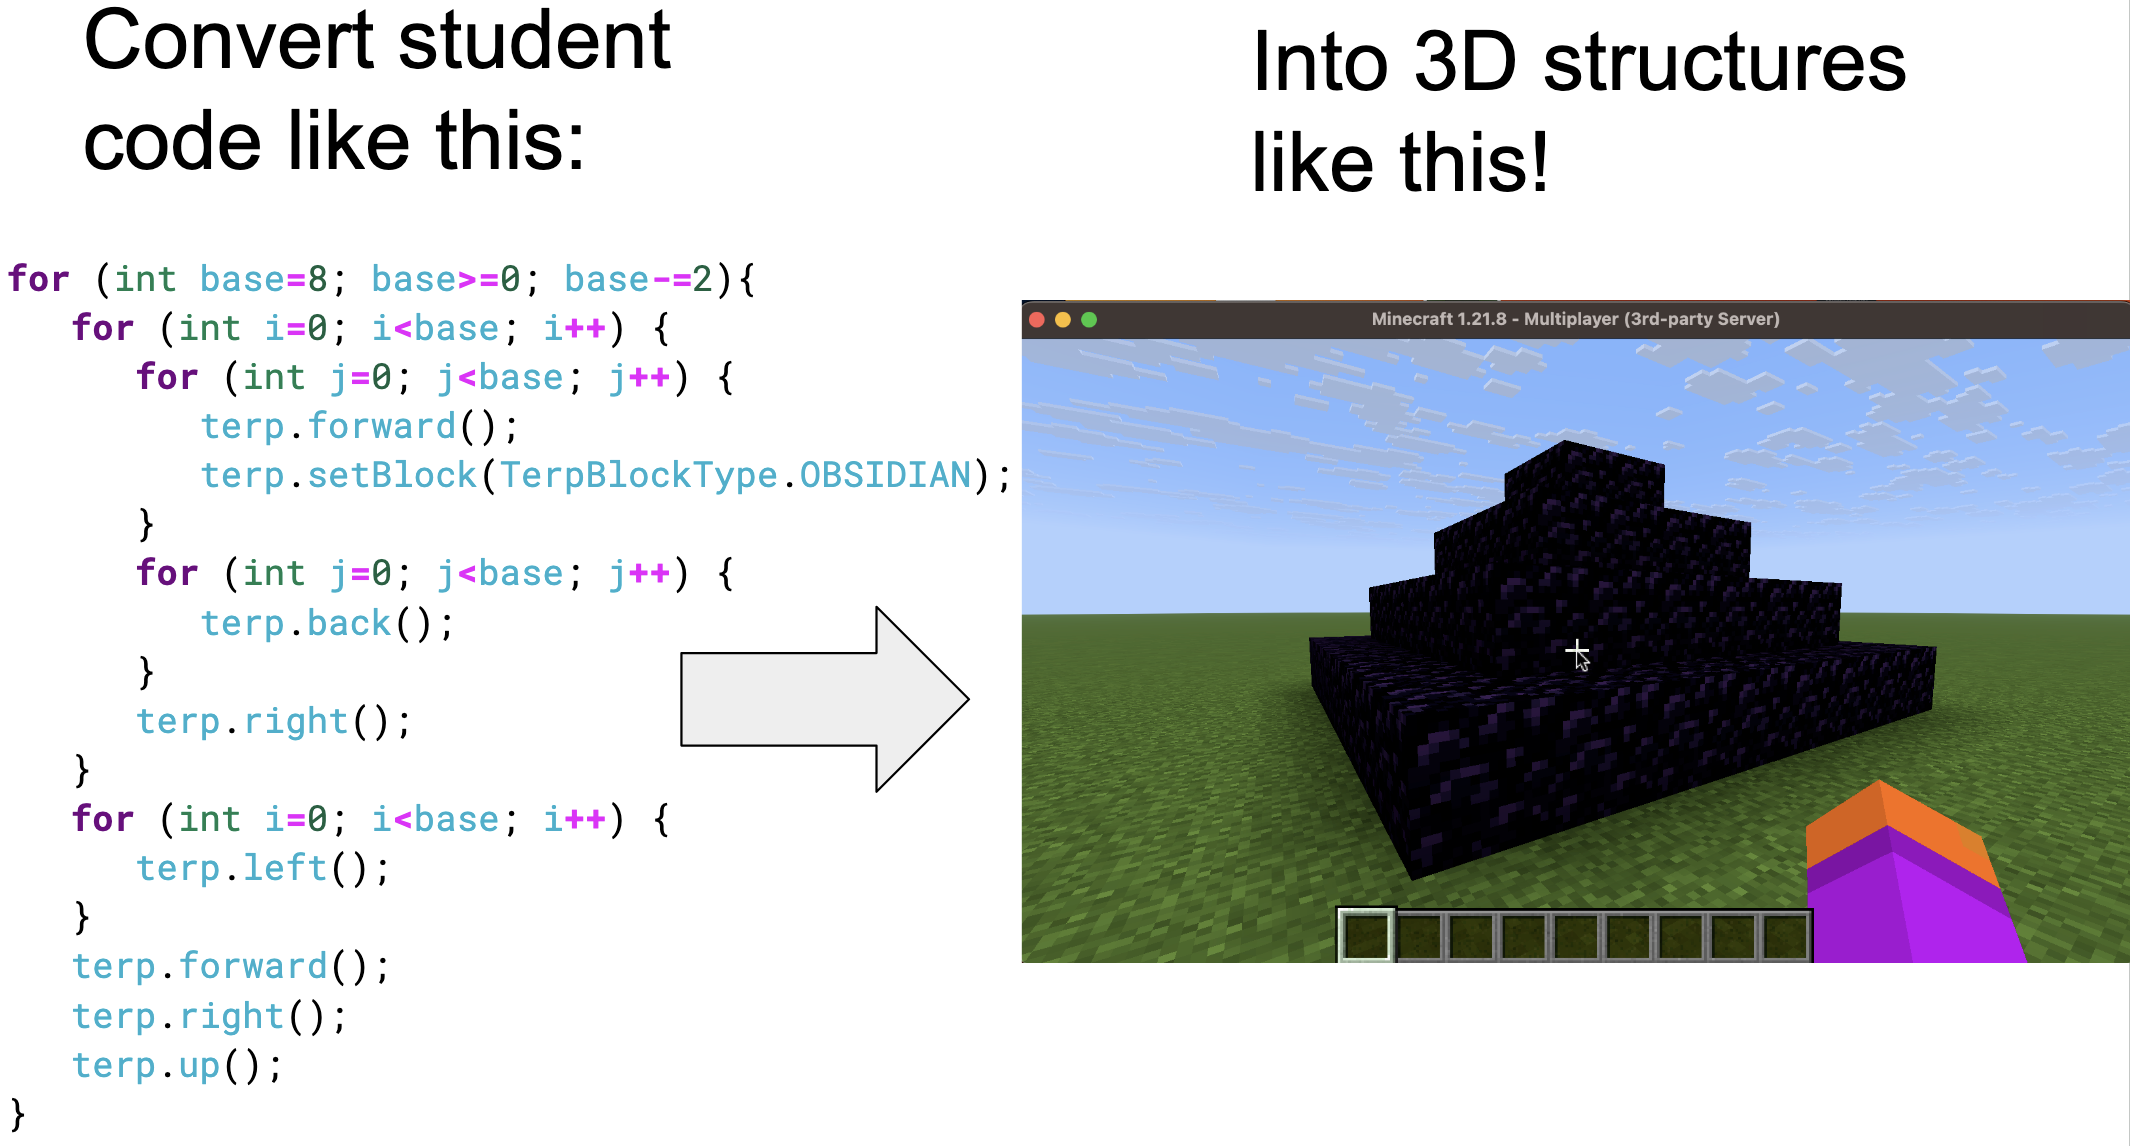 Convert student
code like this:
Into 3D structures
like this!
for (int base=8; base>=0; base-=2){
   for (int i=0; i<base; i++) {
      for (int j=0; j<base; j++) {
         terp.forward();
         terp.setBlock(TerpBlockType.OBSIDIAN);
      }
      for (int j=0; j<base; j++) {
         terp.back();
      }
      terp.right();
   }
   for (int i=0; i<base; i++) {
      terp.left();
   }
   terp.forward();
   terp.right();
   terp.up();
}
Minecraft 1.21.8 - Multiplayer (3rd-party Server)